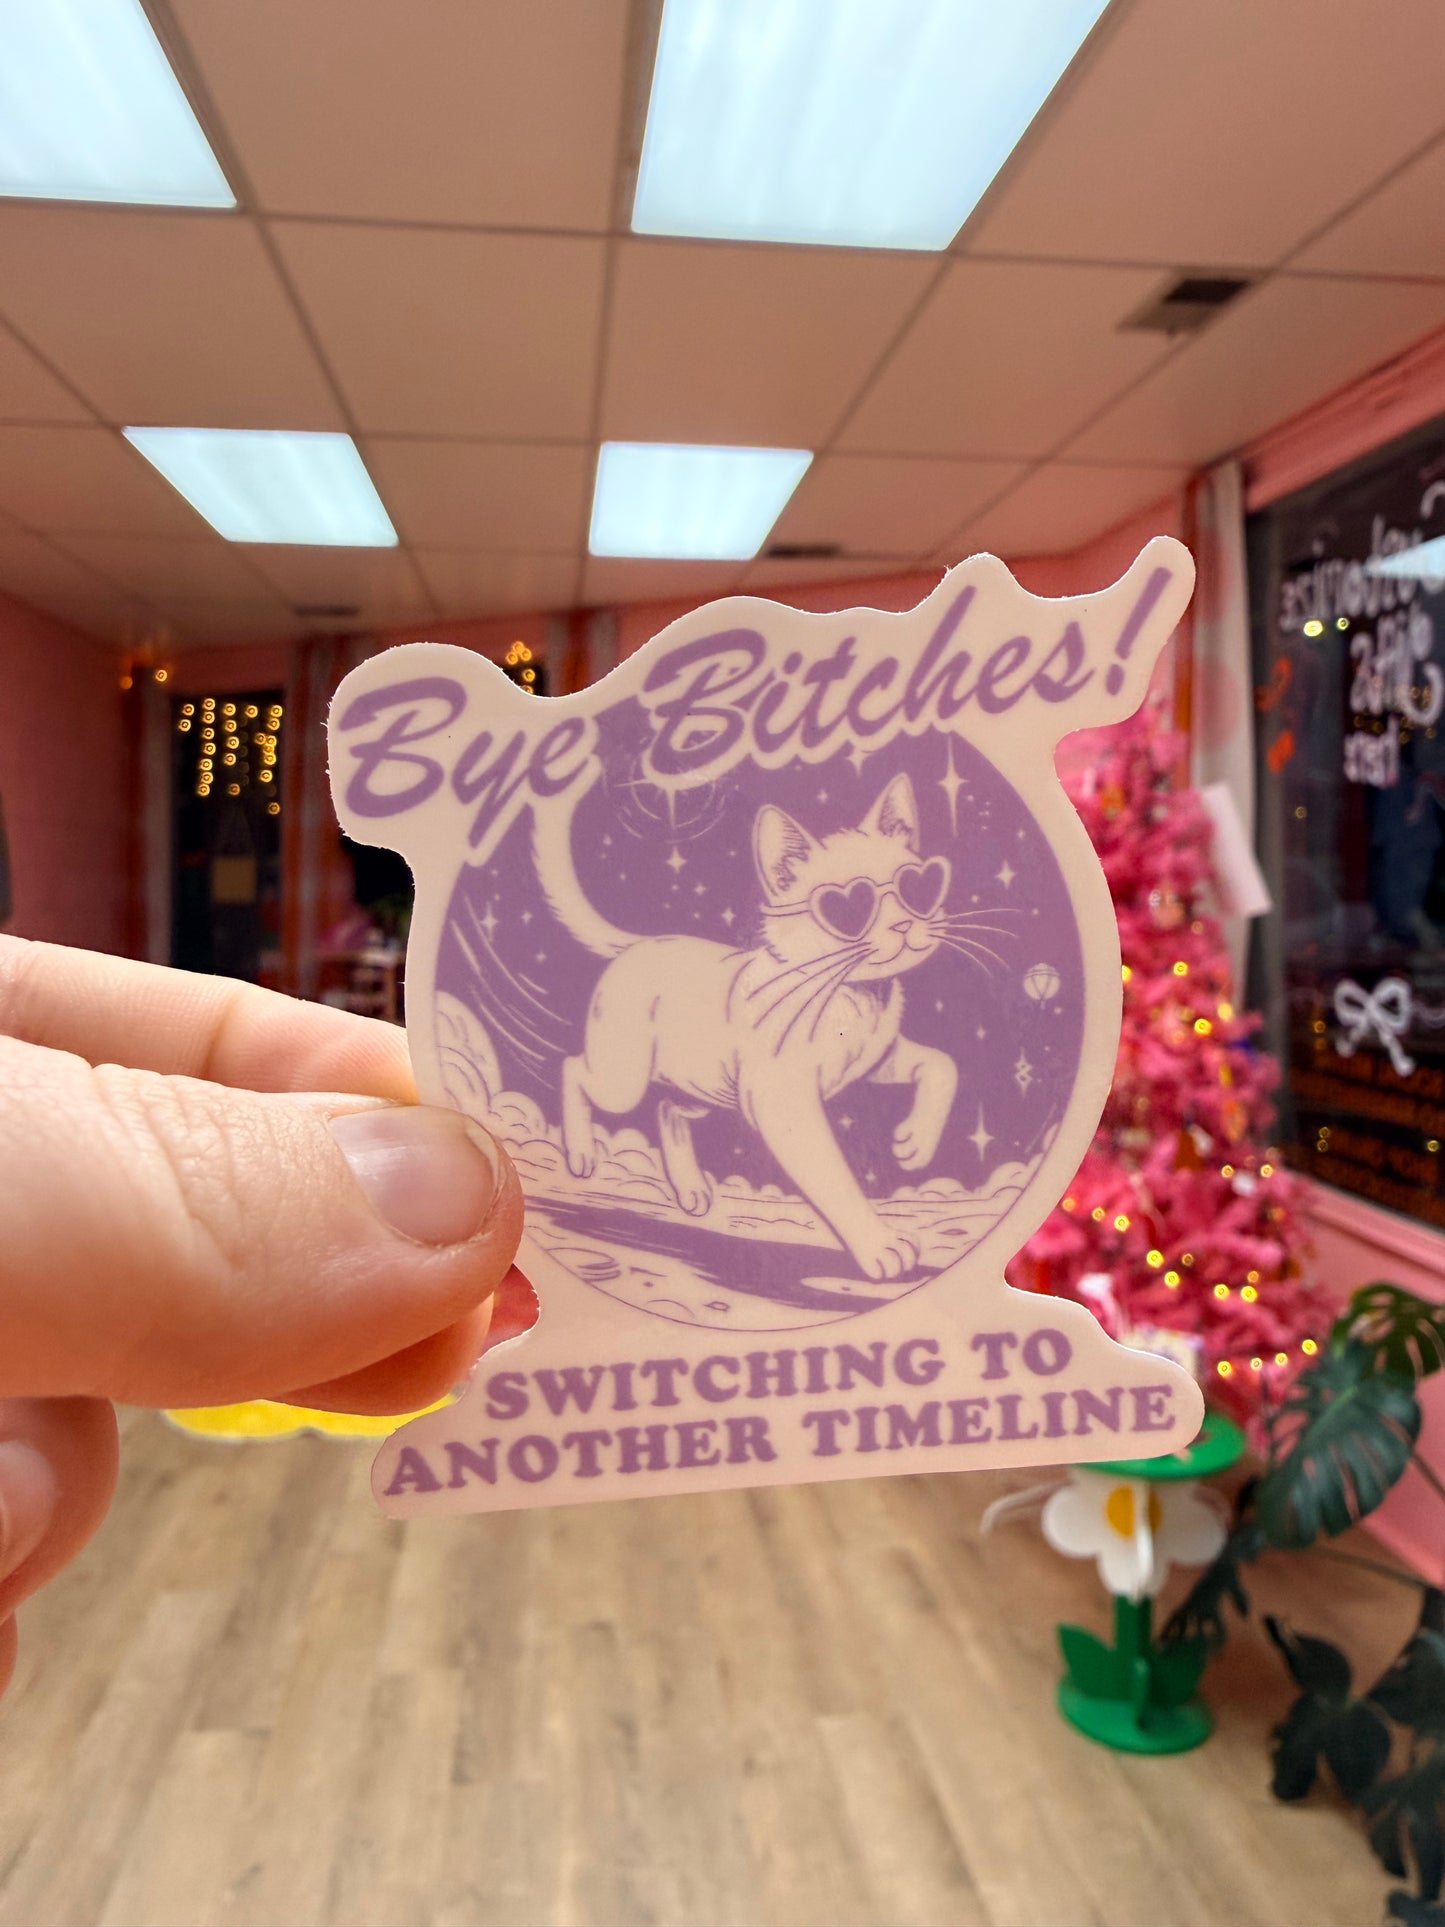 Bye Bitches!
SWITCHING TO
ANOTHER TIMELINE